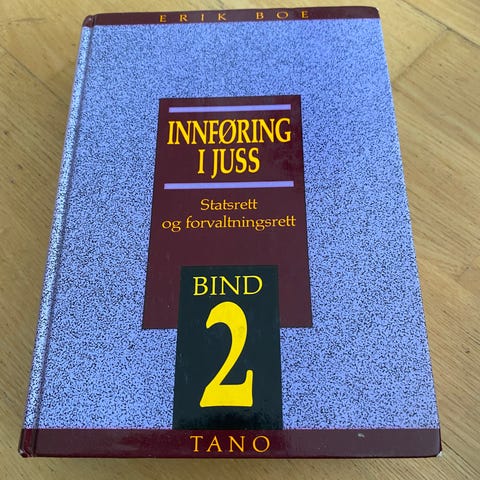 ERIK BOE
INNFØRING
I JUSS
Statsrett
og forvaltningsrett
BIND
2
TANO